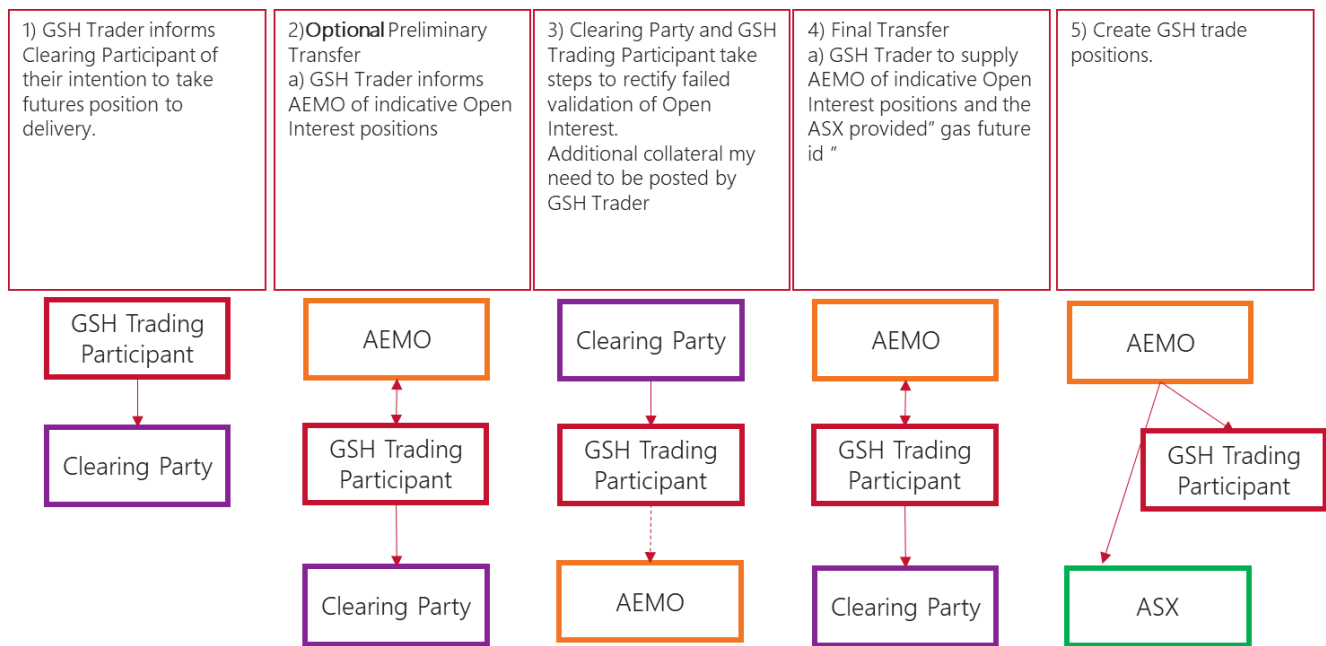 1) GSH Trader informs
Clearing Participant of
their intention to take
futures position to
delivery.
2)Optional Preliminary
Transfer
a) GSH Trader informs
AEMO of indicative Open
Interest positions
3) Clearing Party and GSH
Trading Participant take
steps to rectify failed
validation of Open
Interest.
Additional collateral my
need to be posted by
GSH Trader
4) Final Transfer
a) GSH Trader to supply
AEMO of indicative Open
Interest positions and the
ASX provided” gas future
id ”
5) Create GSH trade
positions.
GSH Trading
Participant
Clearing Party
AEMO
GSH Trading
Participant
Clearing Party
Clearing Party
GSH Trading
Participant
AEMO
AEMO
GSH Trading
Participant
Clearing Party
AEMO
GSH Trading
Participant
ASX